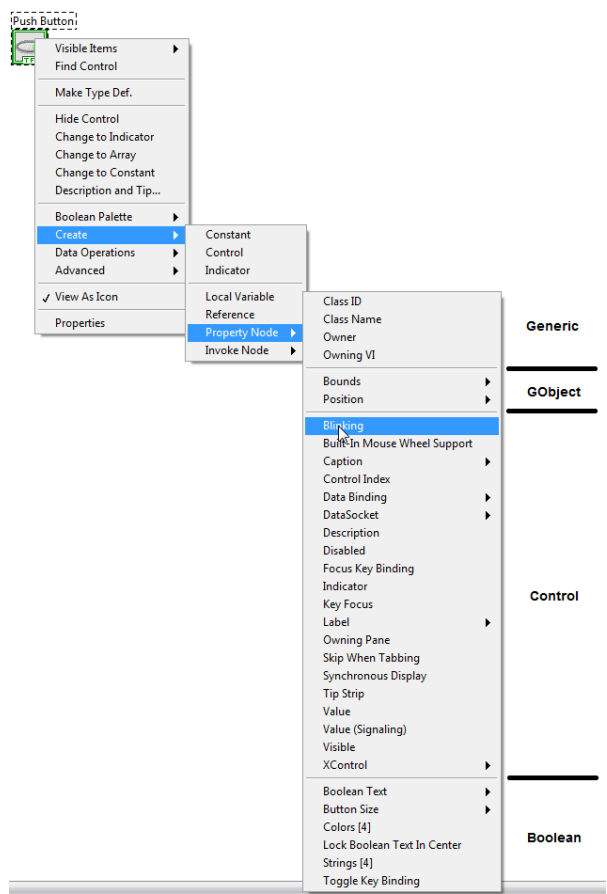 Push Button
TF
Visible Items
Find Control
Make Type Def.
Hide Control
Change to Indicator
Change to Array
Change to Constant
Description and Tip...
Boolean Palette
Create
Data Operations
Advanced
View As Icon
Properties
Constant
Control
Indicator
Local Variable
Reference
Property Node
Invoke Node
Class ID
Class Name
Owner
Owning VI
Bounds
Position
Blinking
Built-In Mouse Wheel Support
Caption
Control Index
Data Binding
DataSocket
Description
Disabled
Focus Key Binding
Indicator
Key Focus
Label
Owning Pane
Skip When Tabbing
Synchronous Display
Tip Strip
Value
Value (Signaling)
Visible
XControl
Boolean Text
Button Size
Colors [4]
Lock Boolean Text In Center
Strings [4]
Toggle Key Binding
Generic
GObject
Control
Boolean